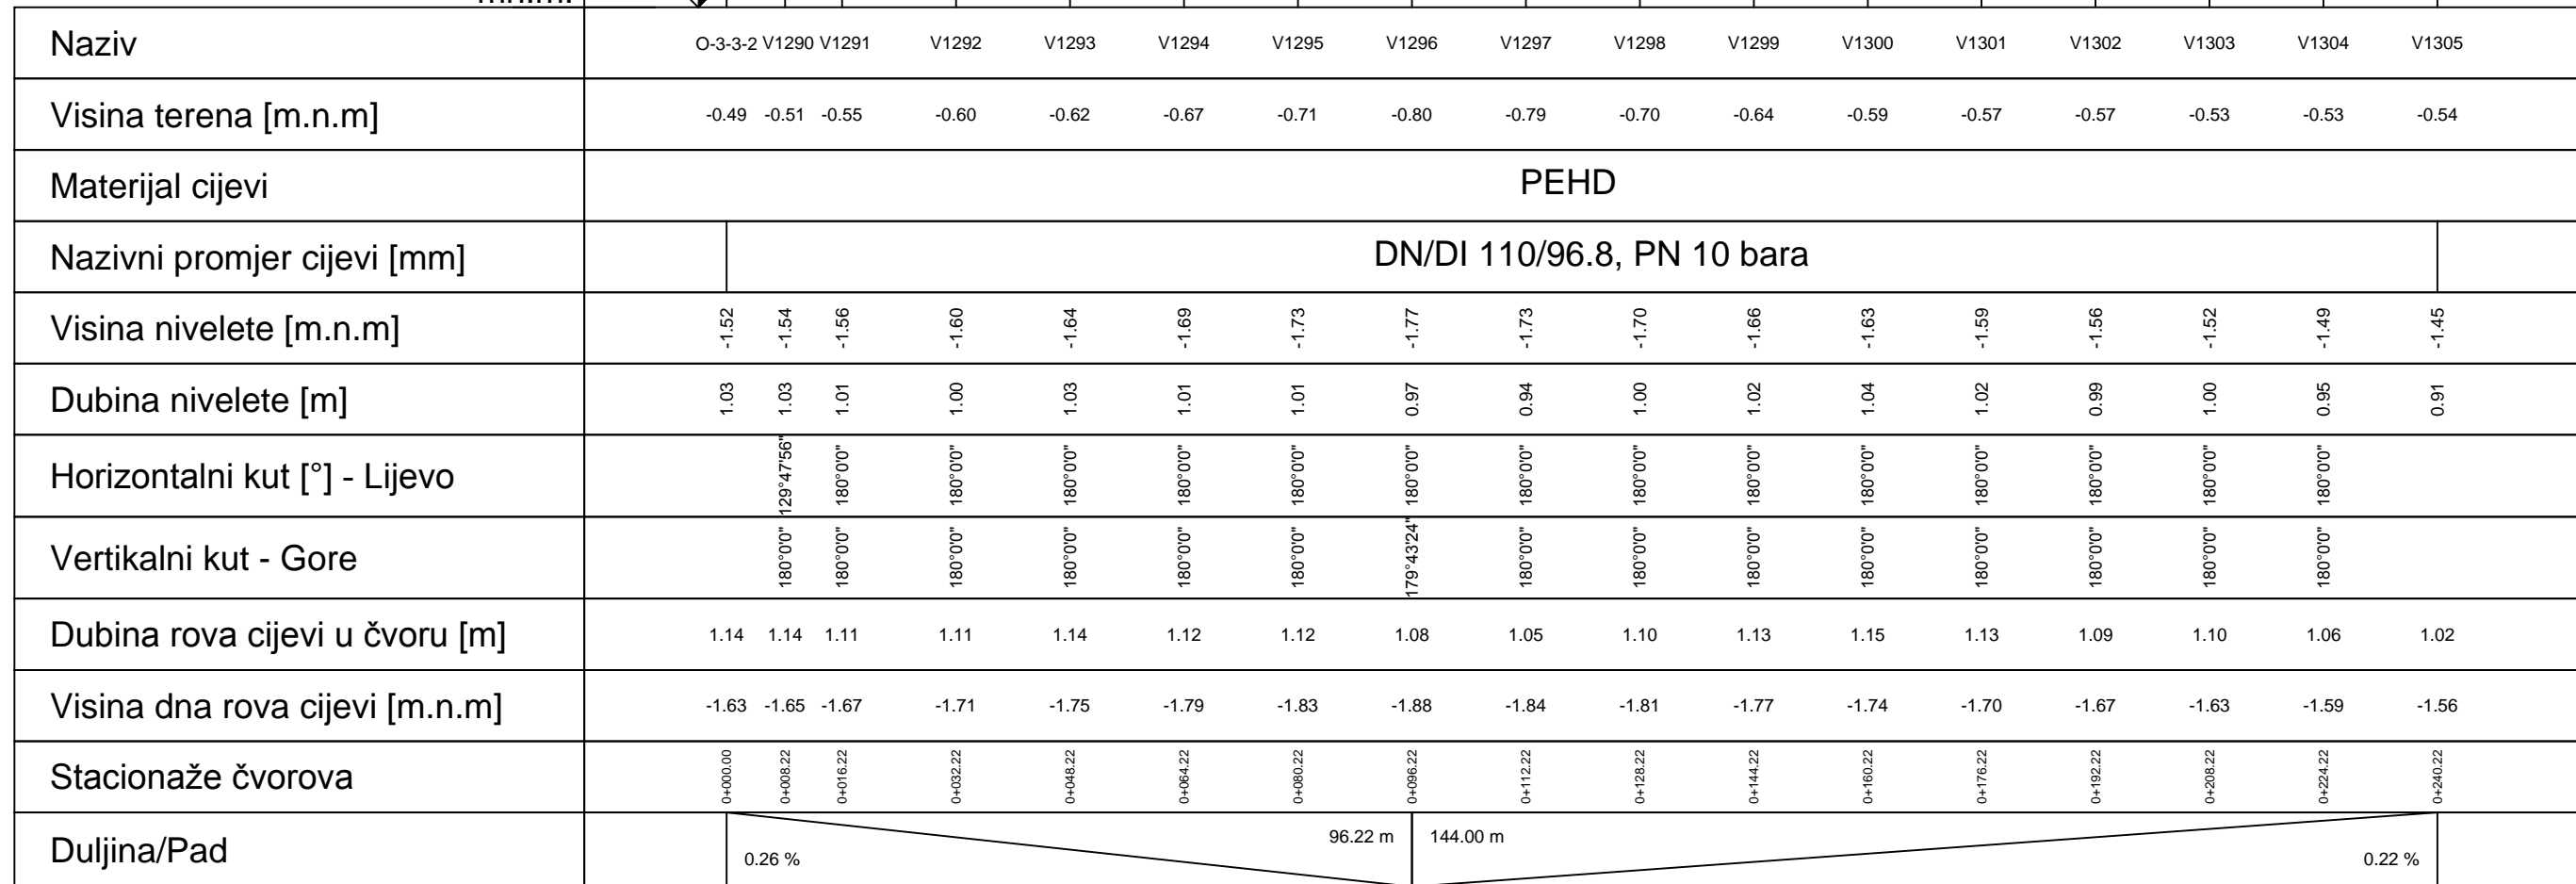 Naziv O-3-3-2 V1290 V1291 V1292 V1293 V1294 V1295 V1296 V1297 V1298 V1299 V1300 V1301 V1302 V1303 V1304 V1305
Visina terena [m.n.m] -0.49 -0.51 -0.55 -0.60 -0.62 -0.67 -0.71 -0.80 -0.79 -0.70 -0.64 -0.59 -0.57 -0.57 -0.53 -0.53 -0.54
Materijal cijevi PEHD
Nazivni promjer cijevi [mm] DN/DI 110/96.8, PN 10 bara
Visina nivelete [m.n.m] -1.52 -1.54 -1.56 -1.60 -1.64 -1.69 -1.73 -1.77 -1.73 -1.70 -1.66 -1.63 -1.59 -1.56 -1.52 -1.49 -1.45
Dubina nivelete [m] 1.03 1.03 1.01 1.00 1.03 1.01 1.01 0.97 0.94 1.00 1.02 1.04 1.02 0.99 1.00 0.95 0.91
Horizontalni kut [°] - Lijevo 129°47'56" 180°0'0" 180°0'0" 180°0'0" 180°0'0" 180°0'0" 180°0'0" 180°0'0" 180°0'0" 180°0'0" 180°0'0" 180°0'0" 180°0'0" 180°0'0" 180°0'0"
Vertikalni kut - Gore 180°0'0" 180°0'0" 180°0'0" 180°0'0" 180°0'0" 180°0'0" 179°43'24" 180°0'0" 180°0'0" 180°0'0" 180°0'0" 180°0'0" 180°0'0" 180°0'0" 180°0'0"
Dubina rova cijevi u čvoru [m] 1.14 1.14 1.11 1.11 1.14 1.12 1.12 1.08 1.05 1.10 1.13 1.15 1.13 1.09 1.10 1.06 1.02
Visina dna rova cijevi [m.n.m] -1.63 -1.65 -1.67 -1.71 -1.75 -1.79 -1.83 -1.88 -1.84 -1.81 -1.77 -1.74 -1.70 -1.67 -1.63 -1.59 -1.56
Stacionaže čvorova 0+000.00 0+008.22 0+016.22 0+032.22 0+048.22 0+064.22 0+080.22 0+096.22 0+112.22 0+128.22 0+144.22 0+160.22 0+176.22 0+192.22 0+208.22 0+224.22 0+240.22
Duljina/Pad 0.26 % 96.22 m 144.00 m 0.22 %